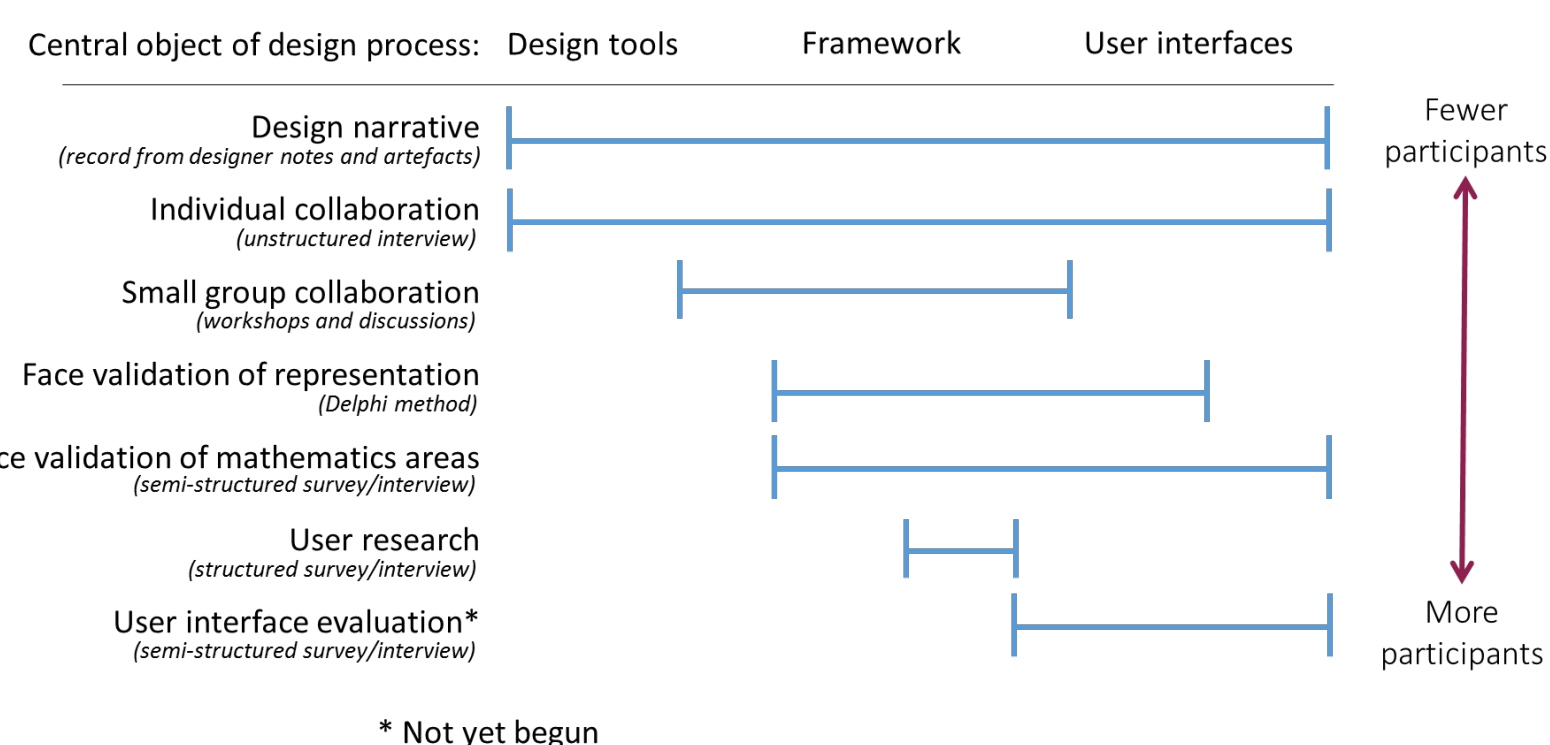 Central object of design process: Design tools Framework User interfaces
Fewer
participants
Design narrative
(record from designer notes and artefacts)
Individual collaboration
(unstructured interview)
Small group collaboration
(workshops and discussions)
Face validation of representation
(Delphi method)
ce validation of mathematics areas
(semi-structured survey/interview)
User research
(structured survey/interview)
User interface evaluation*
(semi-structured survey/interview)
More
participants
* Not yet begun